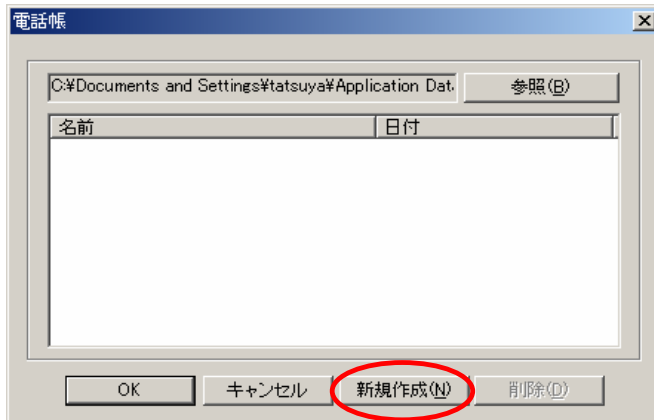 電話帳
C:¥Documents and Settings¥tatsuya¥Application Dat. 参照(B)
名前 日付
OK キャンセル 新規作成(N) 削除(D)